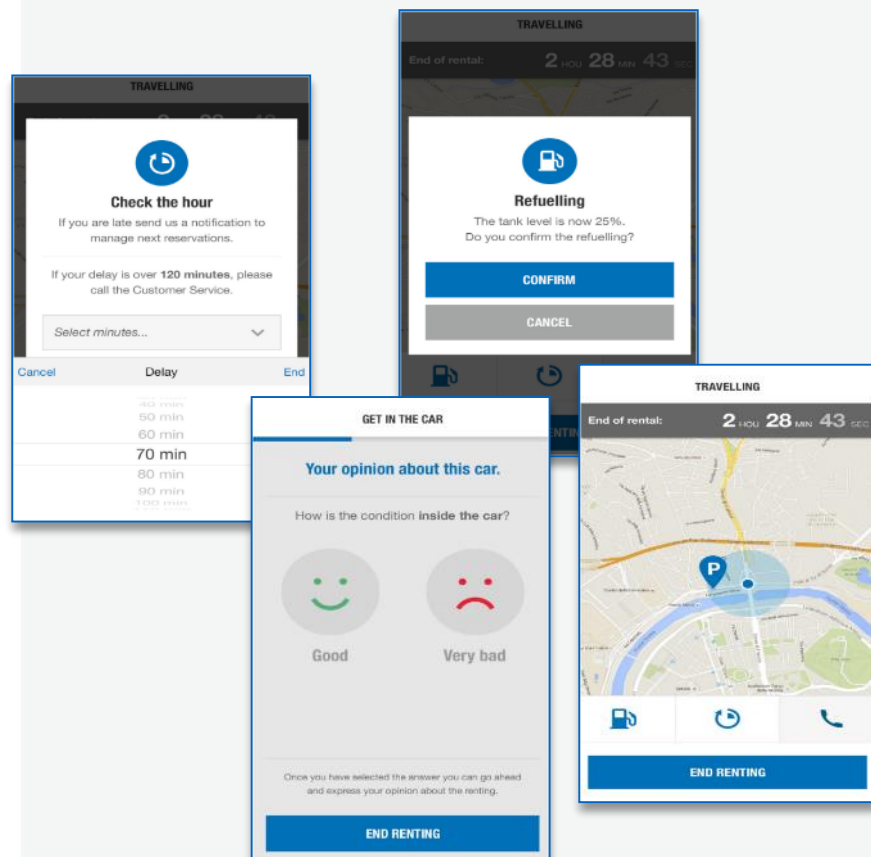 TRAVELLING
Check the hour
If you are late send us a notification to
manage next reservations.
If your delay is over 120 minutes, please
call the Customer Service.
Select minutes...
Cancel Delay End
40 min
50 min
60 min
70 min
80 min
90 min
100 min
TRAVELLING
End of rental: 2 HOU 28 MIN 43 SEC
Refuelling
The tank level is now 25%.
Do you confirm the refuelling?
CONFIRM
CANCEL
GET IN THE CAR
Your opinion about this car.
How is the condition inside the car?
Good Very bad
Once you have selected the answer you can go ahead
and express your opinion about the renting.
END RENTING
TRAVELLING
End of rental: 2 HOU 28 MIN 43 SEC
P
END RENTING